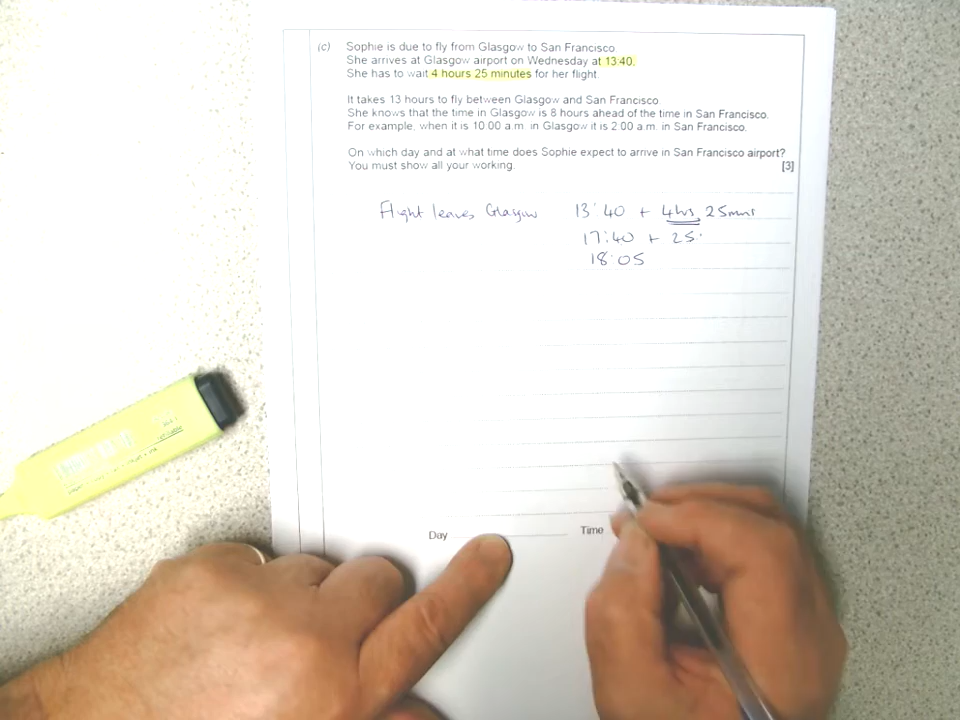 (c) Sophie is due to fly from Glasgow to San Francisco.
She arrives at Glasgow airport on Wednesday at 13:40.
She has to wait 4 hours 25 minutes for her flight.
It takes 13 hours to fly between Glasgow and San Francisco.
She knows that the time in Glasgow is 8 hours ahead of the time in San Francisco.
For example, when it is 10:00 a.m. in Glasgow it is 2:00 a.m. in San Francisco.
On which day and at what time does Sophie expect to arrive in San Francisco airport?
You must show all your working. [3]
Flight leaves Glasgow 13:40 + 4hrs, 25mins
17:40 + 25.
18:05
Day Time